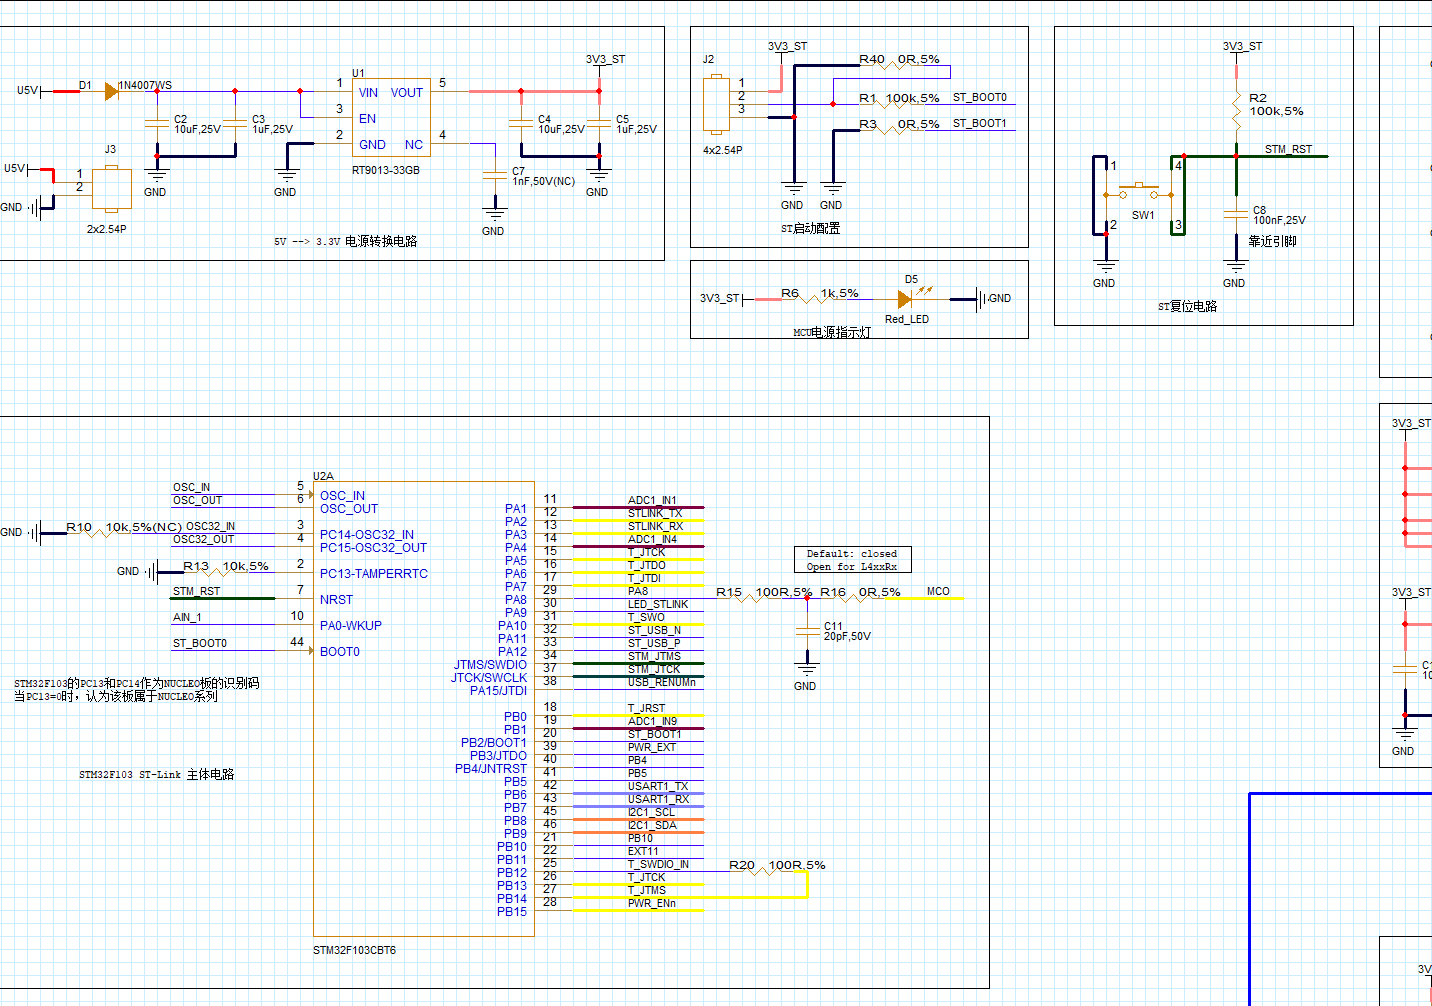 U5V
D1
1N4007WS
C2
10uF,25V
C3
1uF,25V
U1
1
VIN
VOUT
5
3
EN
2
GND
NC
4
RT9013-33GB
3V3_ST
C4
10uF,25V
C5
1uF,25V
C7
1nF,50V(NC)
GND
GND
GND
GND
U5V
J3
1
2
GND
2x2.54P
5V --> 3.3V 电源转换电路
J2
3V3_ST
1
2
3
4x2.54P
R40 0R,5%
R1 100k,5%
ST_BOOT0
R3 0R,5%
ST_BOOT1
GND
GND
ST启动配置
3V3_ST
R6 1k,5%
D5
Red_LED
GND
MCU电源指示灯
3V3_ST
R2
100k,5%
STM_RST
1
2
4
3
SW1
C8
100nF,25V
靠近引脚
GND
GND
ST复位电路
U2A
OSC_IN
5
OSC_IN
OSC_OUT
6
OSC_OUT
GND
R10 10k,5%(NC)
OSC32_IN
3
PC14-OSC32_IN
OSC32_OUT
4
PC15-OSC32_OUT
GND
R13 10k,5%
2
PC13-TAMPERRTC
STM_RST
7
NRST
AIN_1
10
PA0-WKUP
ST_BOOT0
44
BOOT0
PA1 11 ADC1_IN1
PA2 12 STLINK_TX
PA3 13 STLINK_RX
PA4 14 ADC1_IN4
PA5 15 T_JTCK
PA6 16 T_JTDO
PA7 17 T_JTDI
PA8 29 PA8
PA9 30 LED_STLINK
PA10 31 T_SWO
PA11 32 ST_USB_N
PA12 33 ST_USB_P
JTMS/SWDIO 34 STM_JTMS
JTCK/SWCLK 37 STM_JTCK
PA15/JTDI 38 USB_RENUMn
PB0 18 T_JRST
PB1 19 ADC1_IN9
PB2/BOOT1 20 ST_BOOT1
PB3/JTDO 39 PWR_EXT
PB4/JNTRST 40 PB4
PB5 41 PB5
PB6 42 USART1_TX
PB7 43 USART1_RX
PB8 45 I2C1_SCL
PB9 46 I2C1_SDA
PB10 21 PB10
PB11 22 EXT11
PB12 25 T_SWDIO_IN
PB13 26 T_JTCK
PB14 27 T_JTMS
PB15 28 PWR_ENn
STM32F103CBT6
R15 100R,5%
R16 0R,5%
MCO
Default: closed
Open for L4xxRx
C11
20pF,50V
GND
R20 100R,5%
STM32F103的PC13和PC14作为NUCLEO板的识别码
当PC13=0时，认为该板属于NUCLEO系列
STM32F103 ST-Link 主体电路
3V3_ST
3V3_ST
GND